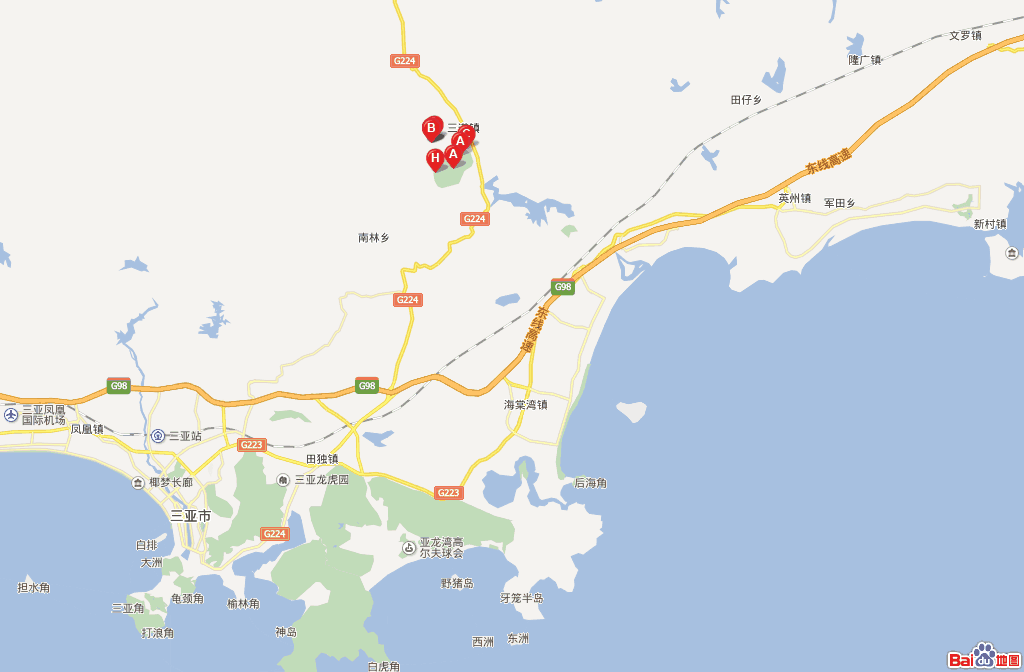 文罗镇
隆广镇
G224
田仔乡
B
三道镇
C
A
H
A
东线高速
英州镇
军田乡
G224
新村镇
南林乡
G98
G224
东线高速
G98
G98
海棠湾镇
三亚凤凰
国际机场
凤凰镇
三亚站
G223
田独镇
三亚龙虎园
椰梦长廊
后海角
G223
三亚市
G224
亚龙湾高
尔夫球会
白排
大洲
野猪岛
担水角
龟颈角
榆林角
牙笼半岛
三亚角
打浪角
神岛
西洲
东洲
白虎角
Bai du 地图